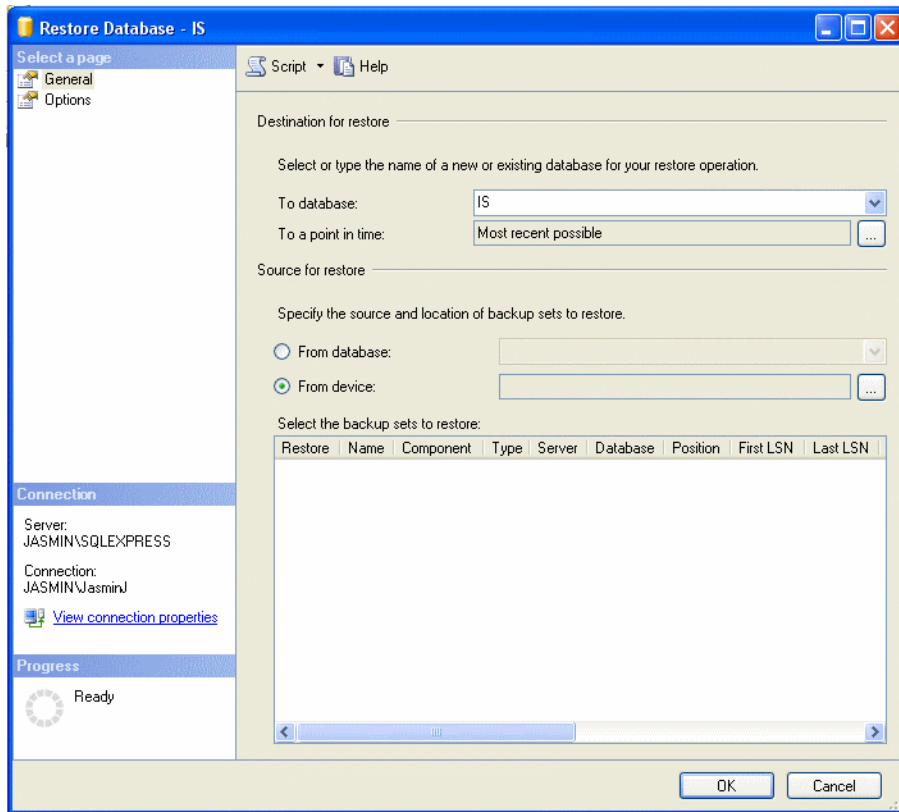 Restore Database - IS
Select a page
General
Options
Script
Help
Destination for restore
Select or type the name of a new or existing database for your restore operation.
To database:
IS
To a point in time:
Most recent possible
...
Source for restore
Specify the source and location of backup sets to restore.
From database:
From device:
...
Select the backup sets to restore:
Restore Name Component Type Server Database Position First LSN Last LSN
Connection
Server:
JASMIN\SQLEXPRESS
Connection:
JASMIN\JasminJ
View connection properties
Progress
Ready
OK
Cancel